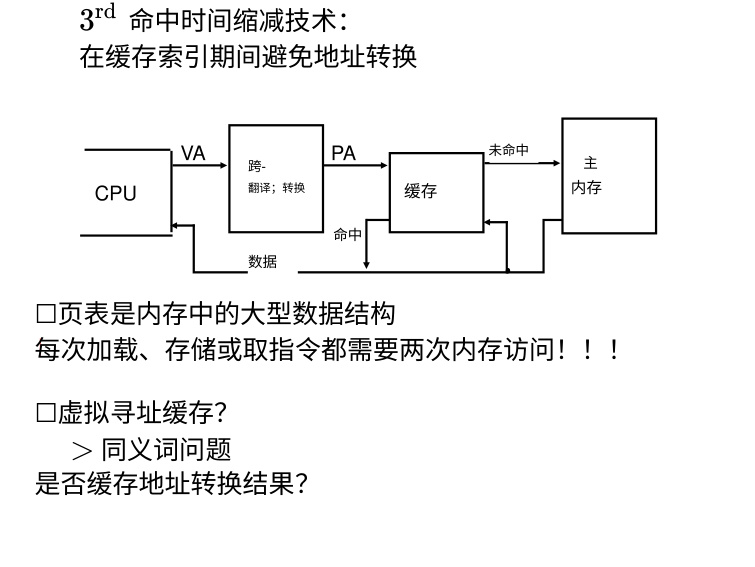 3rd 命中时间缩减技术：
在缓存索引期间避免地址转换
VA
PA
未命中
CPU
跨-
翻译；转换
缓存
主
内存
命中
数据
□页表是内存中的大型数据结构
每次加载、存储或取指令都需要两次内存访问！！！
□虚拟寻址缓存？
> 同义词问题
是否缓存地址转换结果？